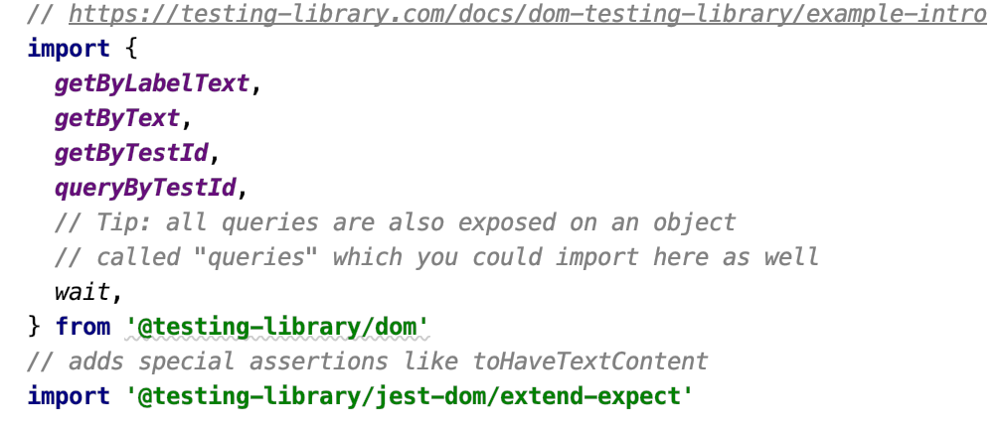 // https://testing-library.com/docs/dom-testing-library/example-intro
import {
getByLabelText,
getByText,
getByTestId,
queryByTestId,
// Tip: all queries are also exposed on an object
// called "queries" which you could import here as well
wait,
} from '@testing-library/dom'
// adds special assertions like toHaveTextContent
import '@testing-library/jest-dom/extend-expect'